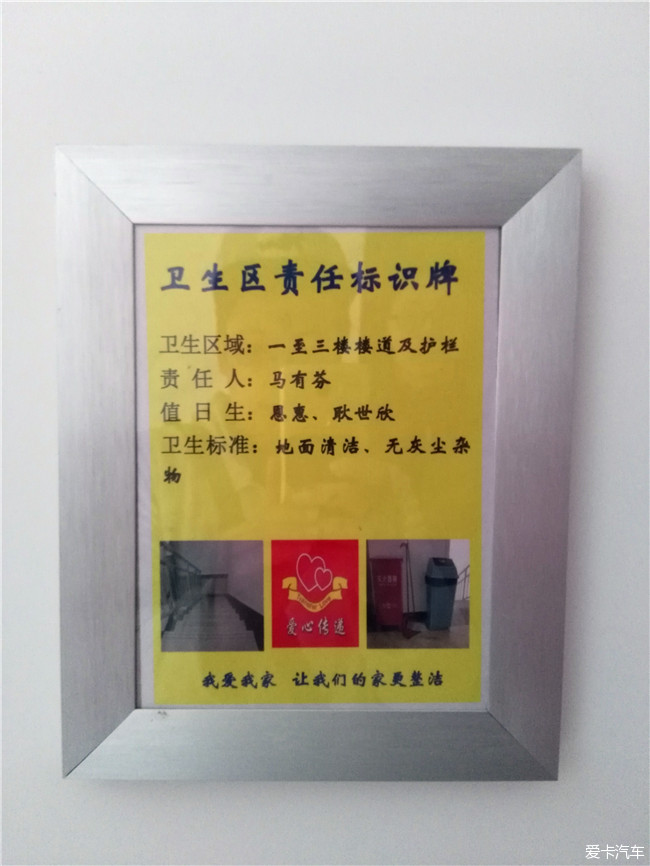 卫生区责任标识牌
卫生区域：一至三楼楼道及护栏
责 任 人：马有芬
值 日 生：恩惠、耿世欣
卫生标准：地面清洁、无灰尘杂
物
爱心传递
我爱我家 让我们的家更整洁
爱卡汽车